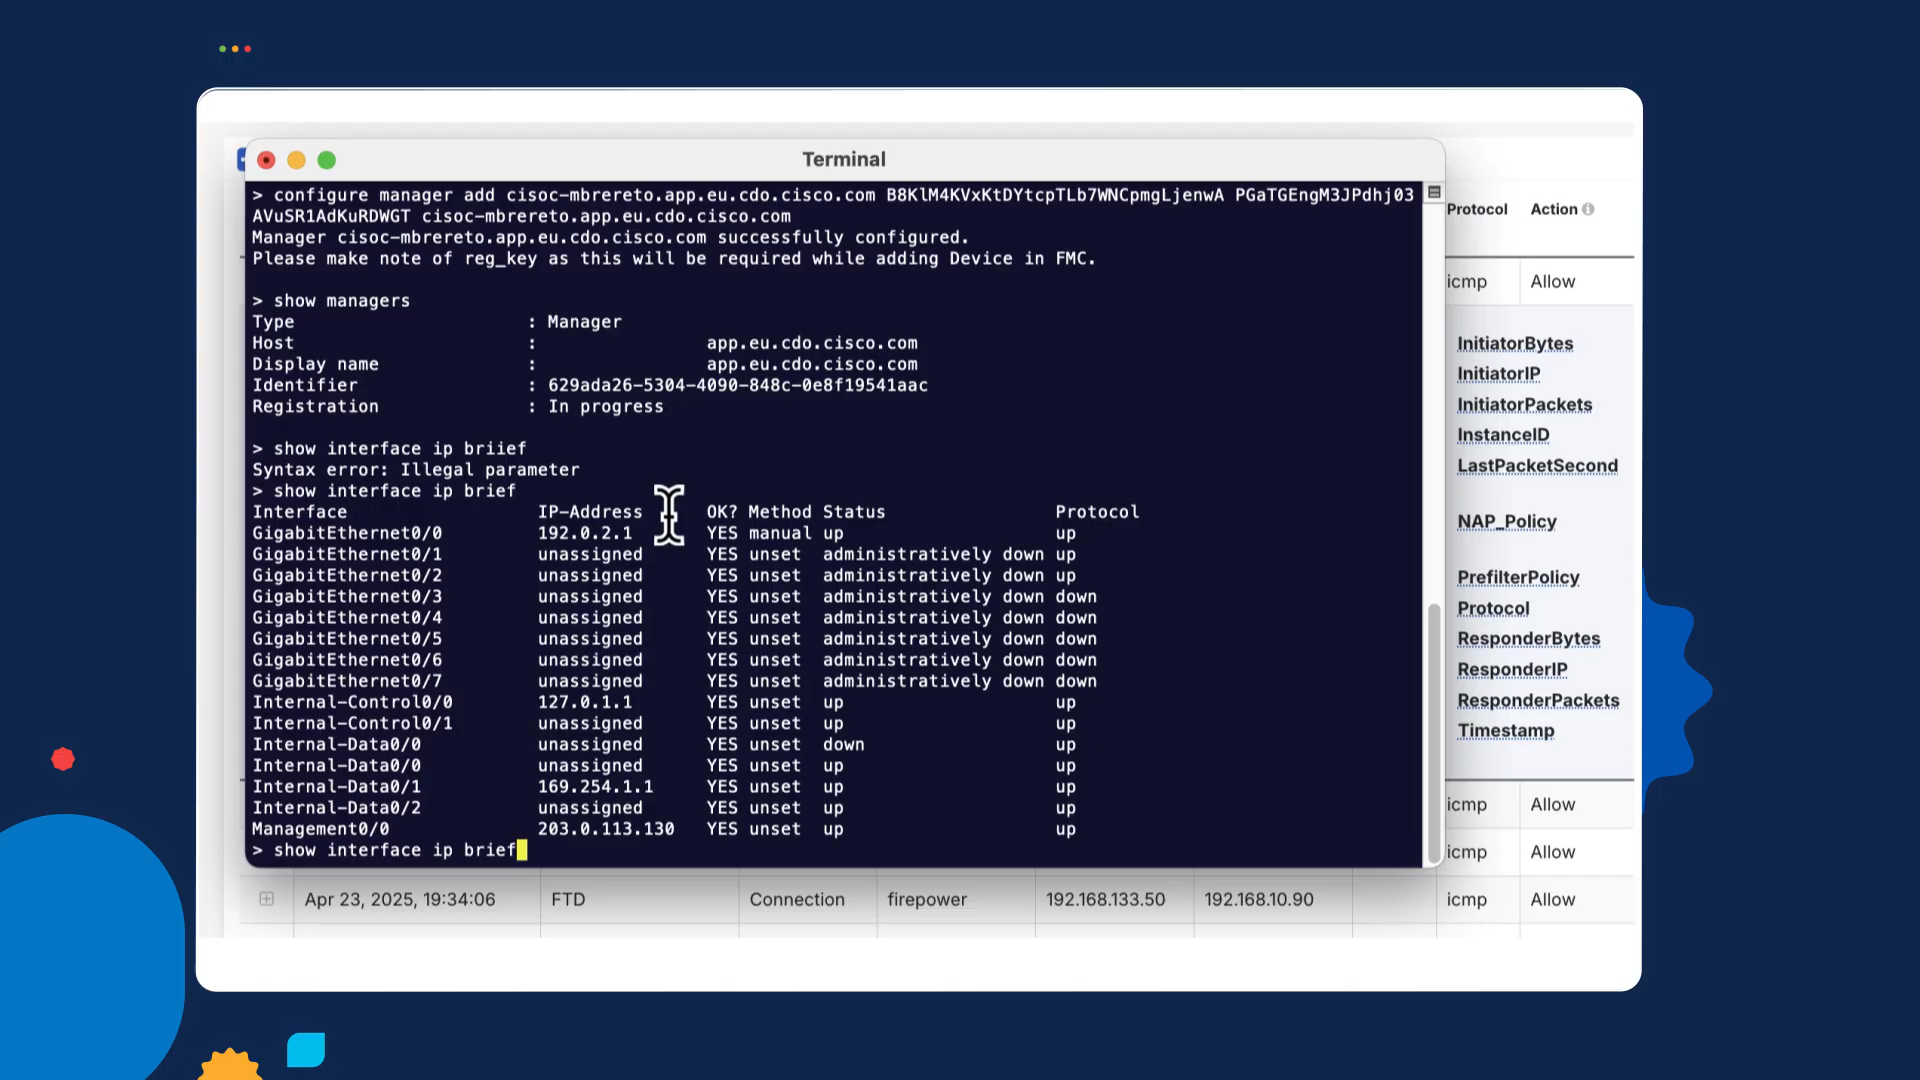 Terminal
> configure manager add cisoc-mbrereto.app.eu.cdo.cisco.com B8KlM4KVxKtDYtcpTLb7WNCpmgLjenwA PGaTGEngM3JPdhj03
AVuSR1AdKuRDWGT cisoc-mbrereto.app.eu.cdo.cisco.com
Manager cisoc-mbrereto.app.eu.cdo.cisco.com successfully configured.
Please make note of reg_key as this will be required while adding Device in FMC.
> show managers
Type : Manager
Host : app.eu.cdo.cisco.com
Display name : app.eu.cdo.cisco.com
Identifier : 629ada26-5304-4090-848c-0e8f19541aac
Registration : In progress
> show interface ip briief
Syntax error: Illegal parameter
> show interface ip brief
Interface IP-Address OK? Method Status Protocol
GigabitEthernet0/0 192.0.2.1 YES manual up up
GigabitEthernet0/1 unassigned YES unset administratively down up
GigabitEthernet0/2 unassigned YES unset administratively down up
GigabitEthernet0/3 unassigned YES unset administratively down down
GigabitEthernet0/4 unassigned YES unset administratively down down
GigabitEthernet0/5 unassigned YES unset administratively down down
GigabitEthernet0/6 unassigned YES unset administratively down down
GigabitEthernet0/7 unassigned YES unset administratively down down
Internal-Control0/0 127.0.1.1 YES unset up up
Internal-Control0/1 unassigned YES unset up up
Internal-Data0/0 unassigned YES unset down up
Internal-Data0/0 unassigned YES unset up up
Internal-Data0/1 169.254.1.1 YES unset up up
Internal-Data0/2 unassigned YES unset up up
Management0/0 203.0.113.130 YES unset up up
> show interface ip brief
Protocol Action
icmp Allow
InitiatorBytes
InitiatorIP
InitiatorPackets
InstanceID
LastPacketSecond
NAP_Policy
PrefilterPolicy
Protocol
ResponderBytes
ResponderIP
ResponderPackets
Timestamp
icmp Allow
icmp Allow
Apr 23, 2025, 19:34:06 FTD Connection firepower 192.168.133.50 192.168.10.90 icmp Allow